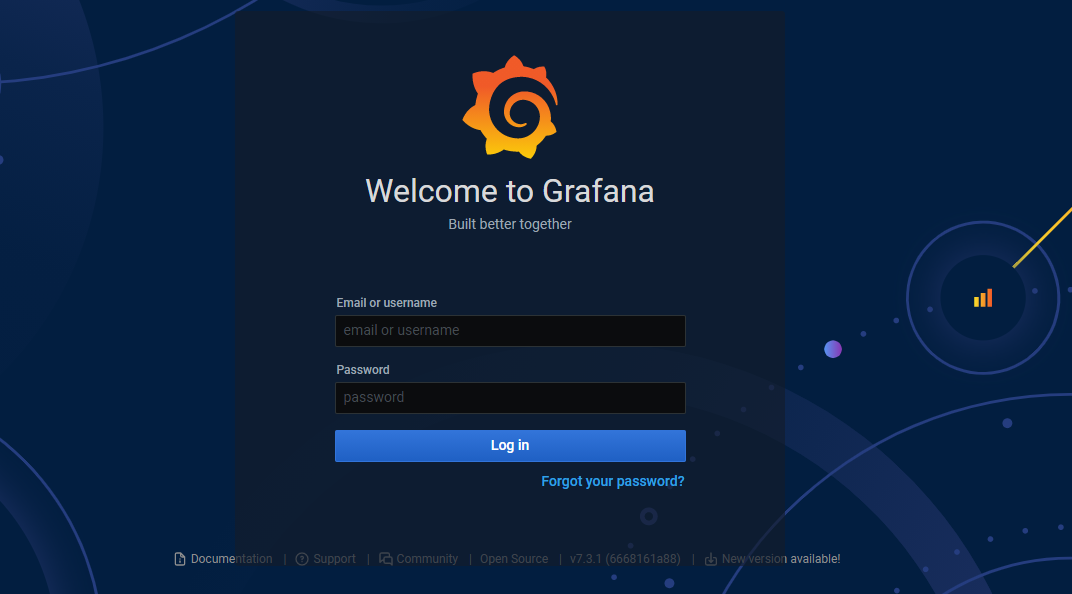 Welcome to Grafana
Built better together
Email or username
email or username
Password
password
Log in
Forgot your password?
Documentation | Support | Community | Open Source | v7.3.1 (6668161a88) | New version available!